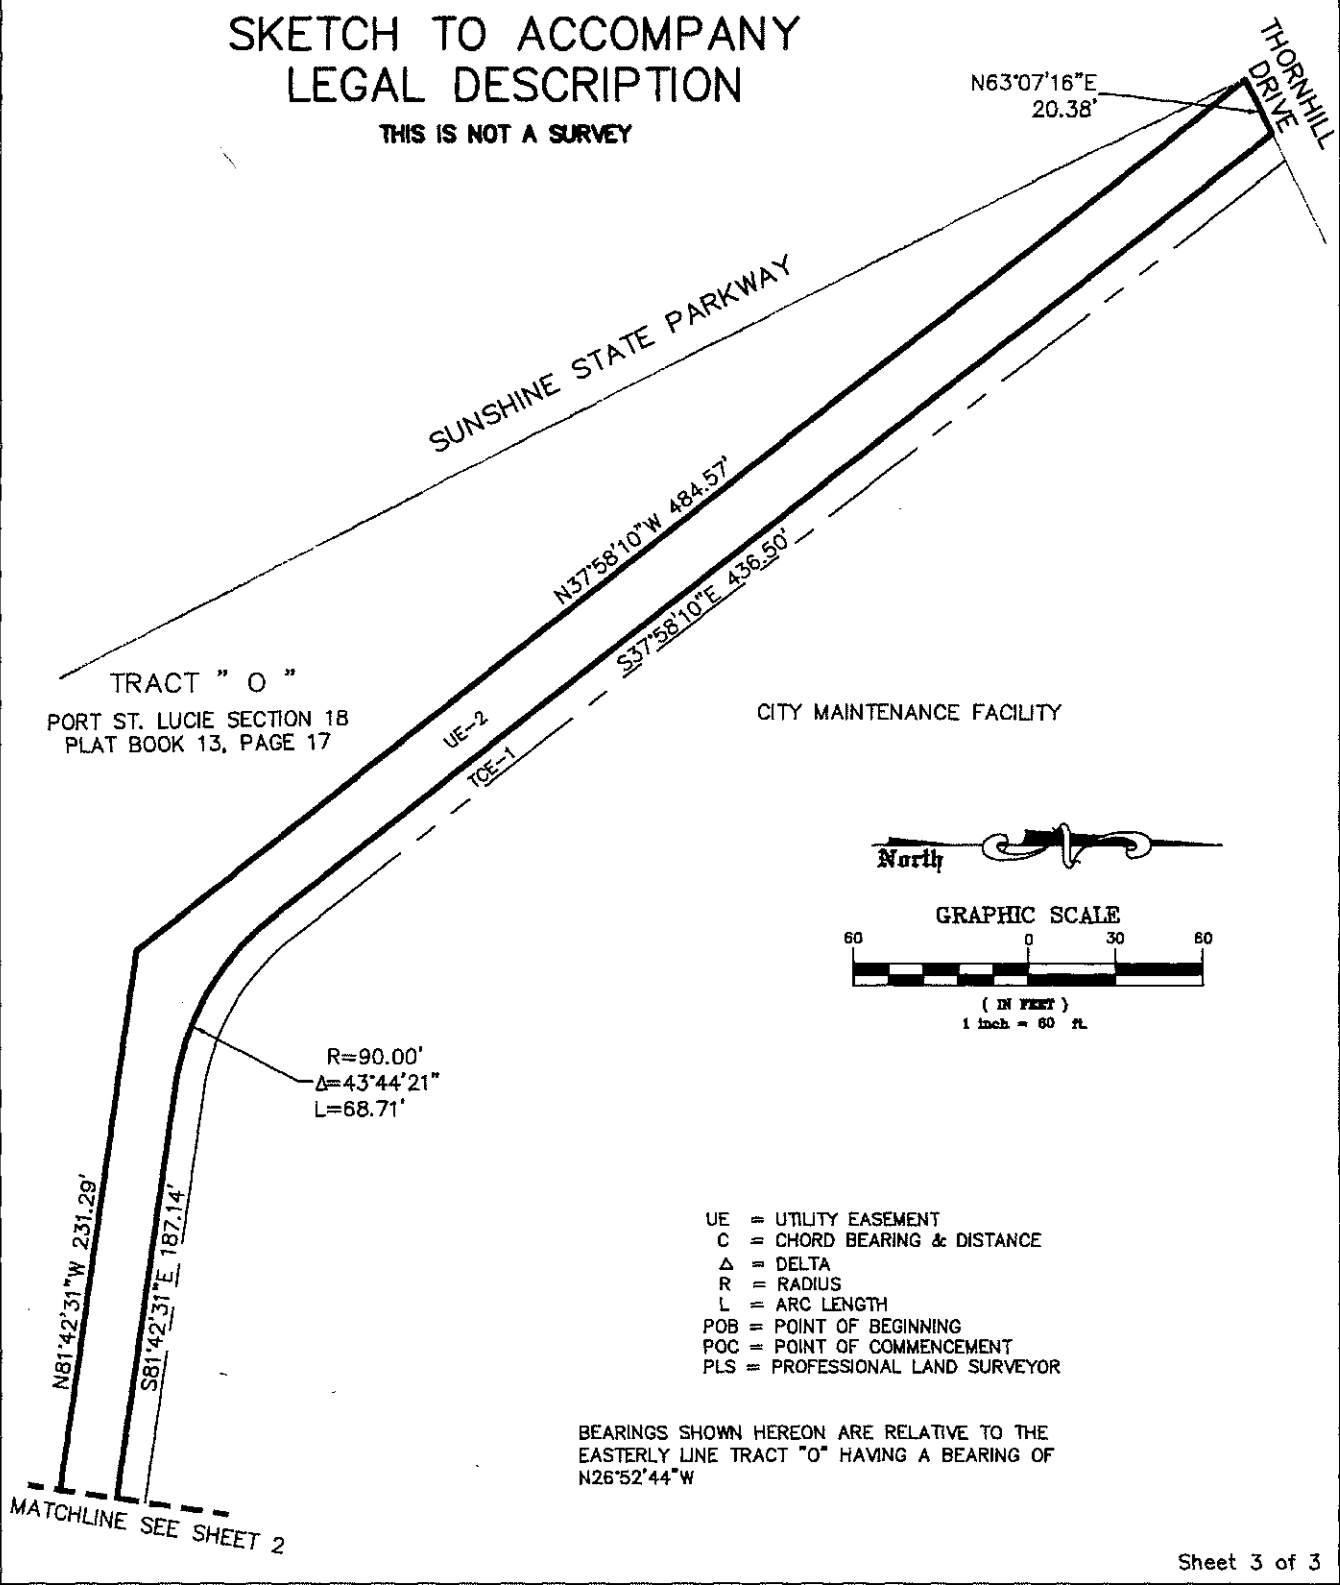 SKETCH TO ACCOMPANY
LEGAL DESCRIPTION
THIS IS NOT A SURVEY
N63°07'16"E
20.38'
THORNHILL
DRIVE
SUNSHINE STATE PARKWAY
N37°58'10"W 484.57'
S37°58'10"E 436.50'
TRACT " O "
PORT ST. LUCIE SECTION 18
PLAT BOOK 13, PAGE 17
UE-2
TCE-1
CITY MAINTENANCE FACILITY
North
GRAPHIC SCALE
60 0 30 60
( IN FEET )
1 inch = 60 ft.
R=90.00'
Δ=43°44'21"
L=68.71'
N81°42'31"W 231.29'
S81°42'31"E 187.14'
UE = UTILITY EASEMENT
C = CHORD BEARING & DISTANCE
Δ = DELTA
R = RADIUS
L = ARC LENGTH
POB = POINT OF BEGINNING
POC = POINT OF COMMENCEMENT
PLS = PROFESSIONAL LAND SURVEYOR
BEARINGS SHOWN HEREON ARE RELATIVE TO THE
EASTERLY LINE TRACT "O" HAVING A BEARING OF
N26°52'44"W
MATCHLINE SEE SHEET 2
Sheet 3 of 3